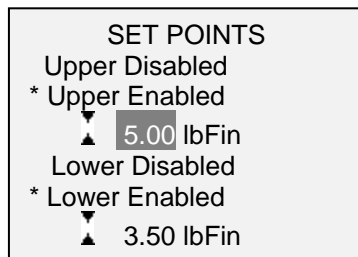 SET POINTS
Upper Disabled
* Upper Enabled
5.00 lbFin
Lower Disabled
* Lower Enabled
3.50 lbFin